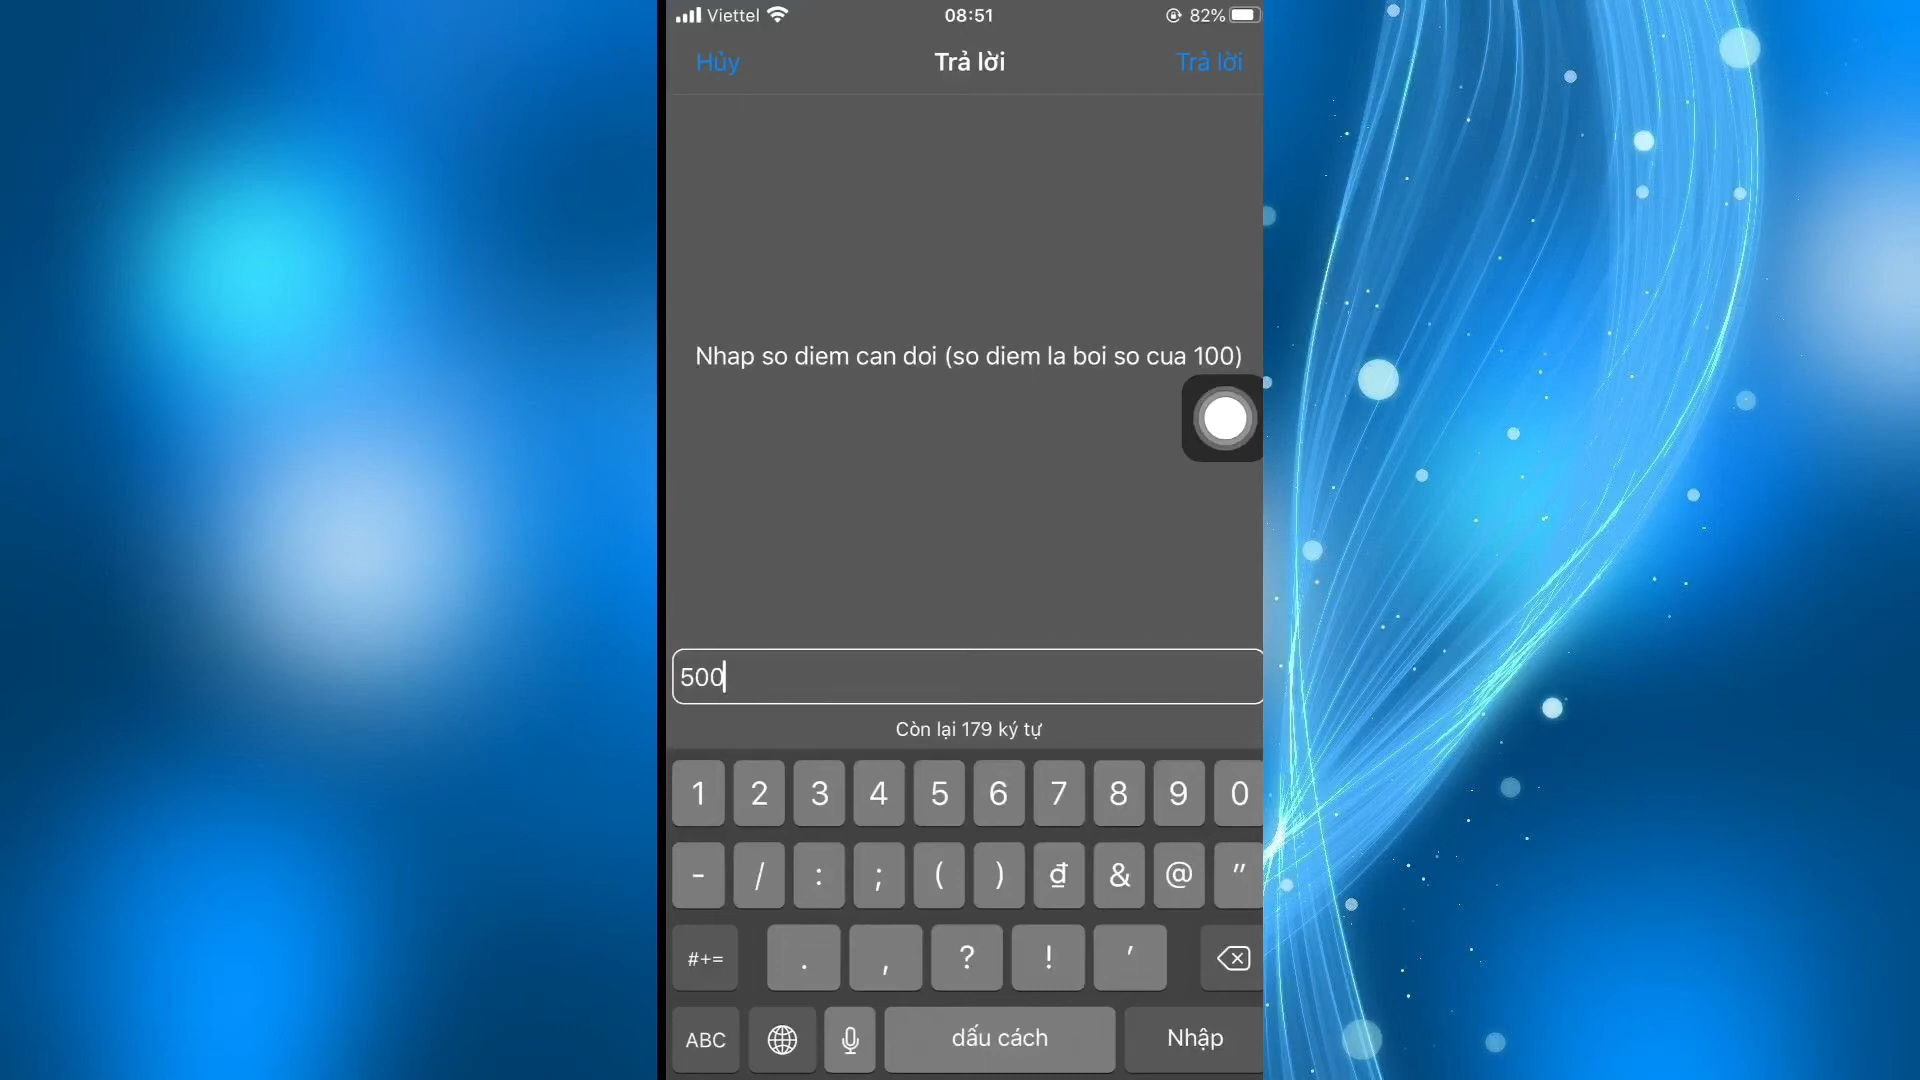 Viettel 08:51 82%
Hủy Trả lời Trả lời
Nhap so diem can doi (so diem la boi so cua 100)
500
Còn lại 179 ký tự
1 2 3 4 5 6 7 8 9 0
- / : ; ( ) ₫ & @ "
#+= . , ? ! '
ABC dấu cách Nhập